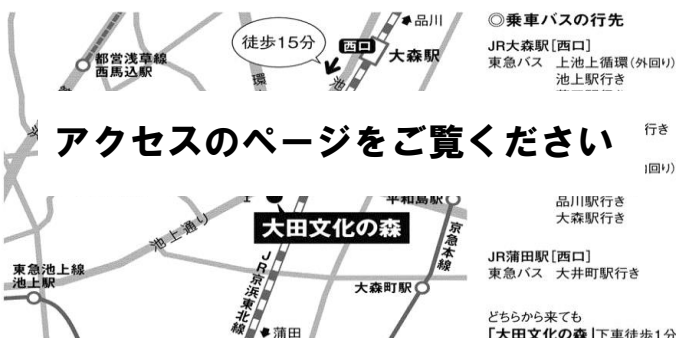 品川
徒歩15分
西口
大森駅
都営浅草線
西馬込駅
環
池
アクセスのページをご覧ください
平和島駅
大田文化の森
池上通り
JR京浜東北線
京急本線
東急池上線
池上駅
大森町駅
蒲田
◎乗車バスの行先
JR大森駅[西口]
東急バス 上池上循環(外回り)
池上駅行き
行き
回り)
品川駅行き
大森駅行き
JR蒲田駅[西口]
東急バス 大井町駅行き
どちらから来ても
「大田文化の森」下車徒歩1分